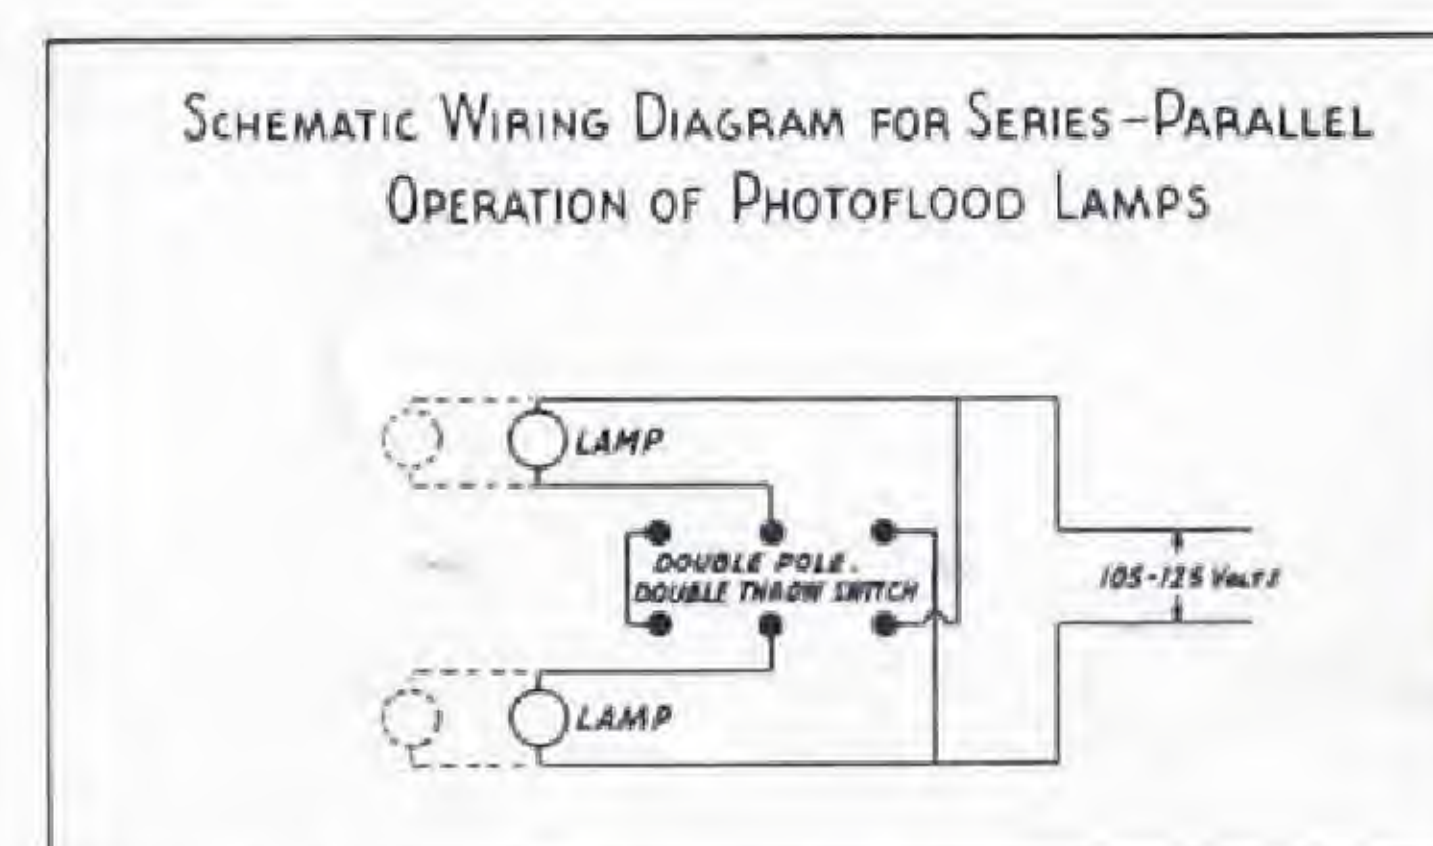 SCHEMATIC WIRING DIAGRAM FOR SERIES-PARALLEL
OPERATION OF PHOTOFLOOD LAMPS
LAMP
DOUBLE POLE.
DOUBLE THROW SWITCH
105-125 VOLTS
LAMP